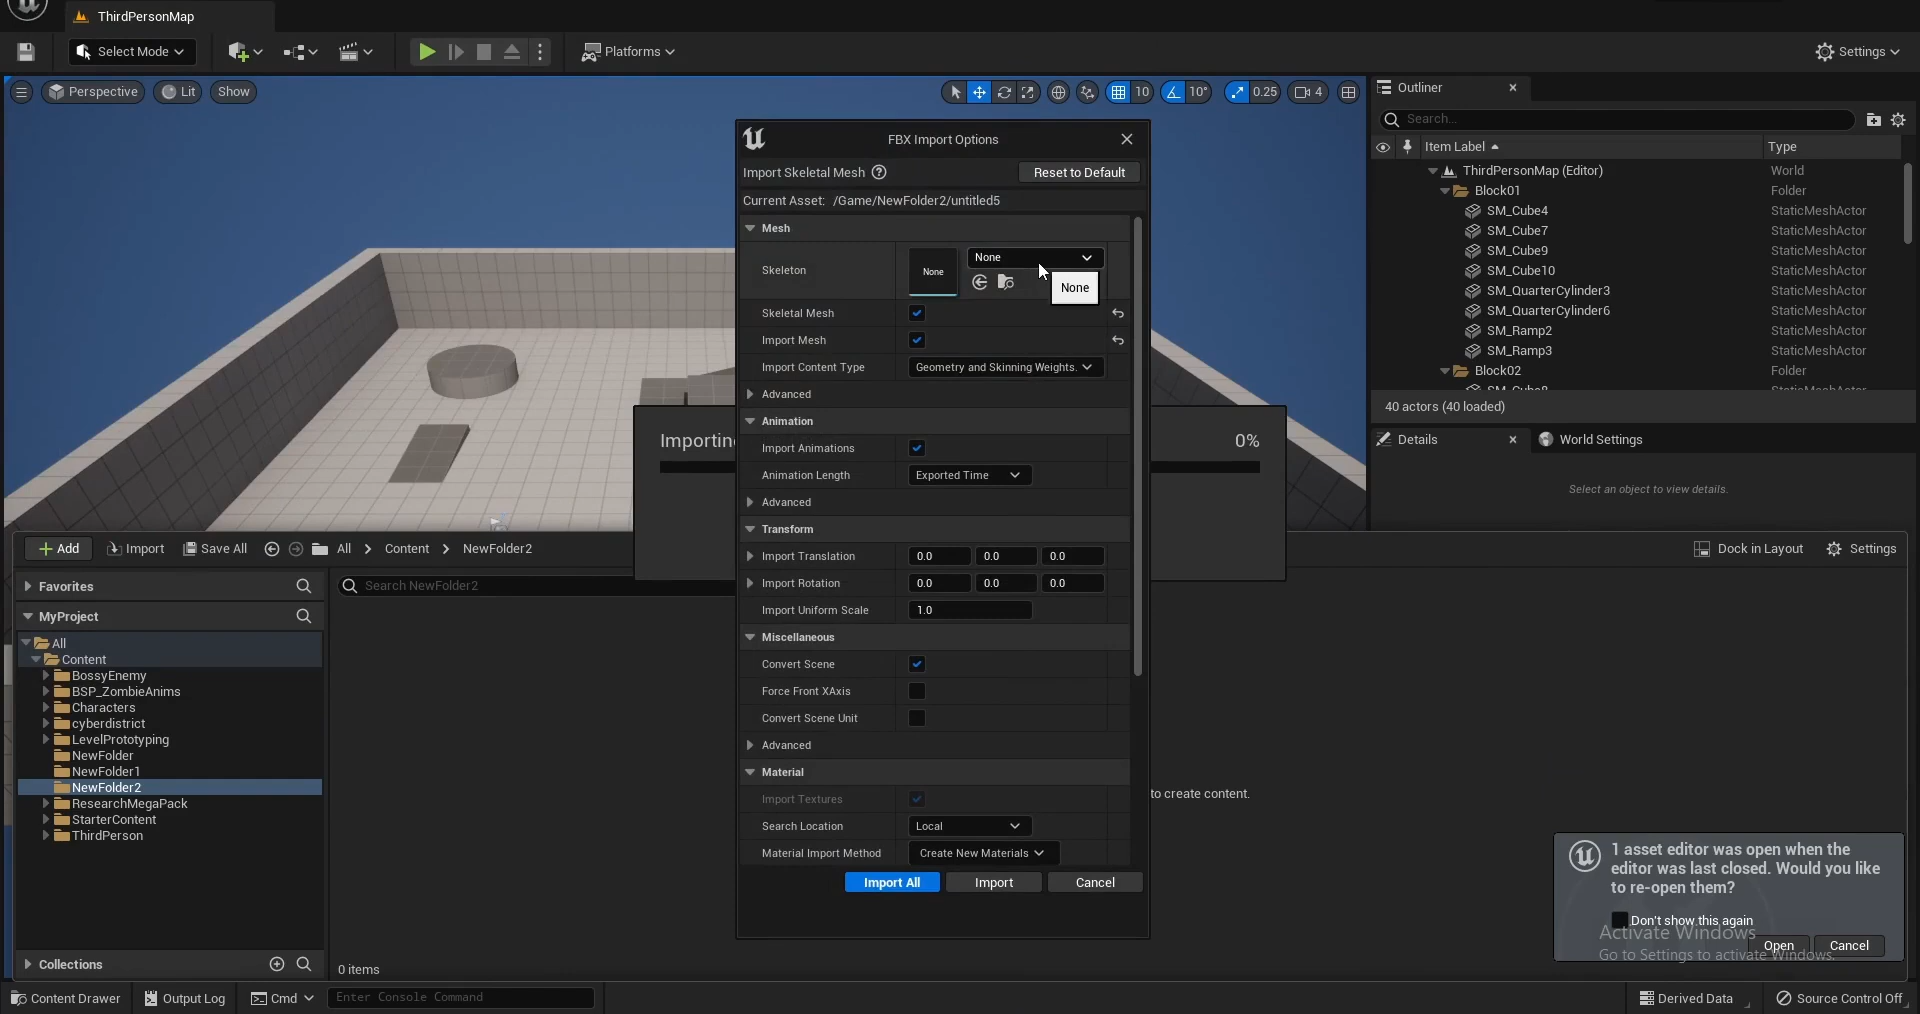 ThirdPersonMap
Select Mode
Platforms
Settings
Perspective
Lit
Show
10
10°
0.25
4
Outliner
Search...
Item Label
Type
ThirdPersonMap (Editor)
World
Block01
Folder
SM_Cube4
StaticMeshActor
SM_Cube7
StaticMeshActor
SM_Cube9
StaticMeshActor
SM_Cube10
StaticMeshActor
SM_QuarterCylinder3
StaticMeshActor
SM_QuarterCylinder6
StaticMeshActor
SM_Ramp2
StaticMeshActor
SM_Ramp3
StaticMeshActor
Block02
Folder
SM_Cube8
StaticMeshActor
40 actors (40 loaded)
Details
World Settings
Select an object to view details.
FBX Import Options
Import Skeletal Mesh
Reset to Default
Current Asset: /Game/NewFolder2/untitled5
Mesh
Skeleton
None
None
None
Skeletal Mesh
Import Mesh
Import Content Type
Geometry and Skinning Weights.
Advanced
Animation
Import Animations
Animation Length
Exported Time
Advanced
Transform
Import Translation
0.0
0.0
0.0
Import Rotation
0.0
0.0
0.0
Import Uniform Scale
1.0
Miscellaneous
Convert Scene
Force Front XAxis
Convert Scene Unit
Advanced
Material
Import Textures
Search Location
Local
Material Import Method
Create New Materials
Import All
Import
Cancel
Importin
0%
Add
Import
Save All
All
Content
NewFolder2
Dock in Layout
Settings
Favorites
Search NewFolder2
MyProject
All
Content
BossyEnemy
BSP_ZombieAnims
Characters
cyberdistrict
LevelPrototyping
NewFolder
NewFolder1
NewFolder2
ResearchMegaPack
StarterContent
ThirdPerson
Collections
to create content.
0 items
1 asset editor was open when the
editor was last closed. Would you like
to re-open them?
Don't show this again
Activate Windows
Go to Settings to activate Windows.
Open
Cancel
Content Drawer
Output Log
Cmd
Enter Console Command
Derived Data
Source Control Off